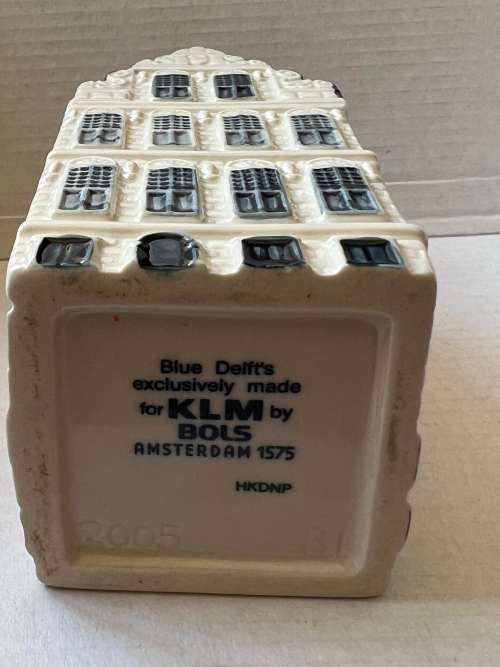 Blue Delft's
exclusively made
for KLM by
BOLS
AMSTERDAM 1575
HKDNP
2005